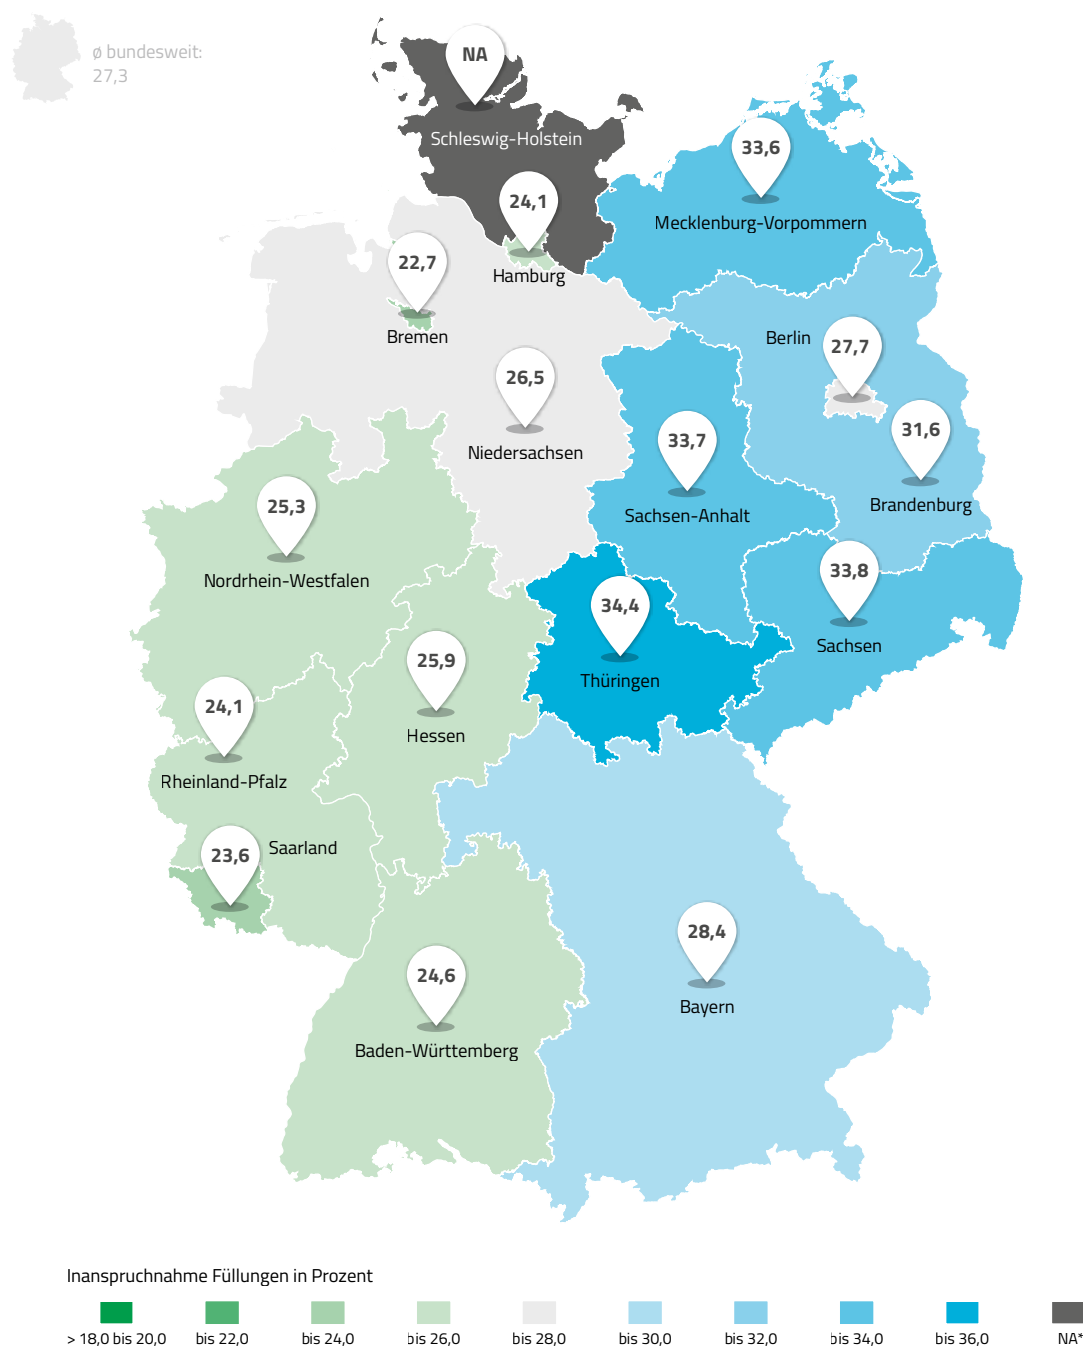 ø bundesweit:
27,3
NA
Schleswig-Holstein
33,6
Mecklenburg-Vorpommern
24,1
Hamburg
22,7
Bremen
Berlin
27,7
26,5
Niedersachsen
31,6
Brandenburg
33,7
Sachsen-Anhalt
25,3
Nordrhein-Westfalen
33,8
Sachsen
34,4
Thüringen
25,9
Hessen
24,1
Rheinland-Pfalz
23,6
Saarland
28,4
Bayern
24,6
Baden-Württemberg
Inanspruchnahme Füllungen in Prozent
> 18,0 bis 20,0 bis 22,0 bis 24,0 bis 26,0 bis 28,0 bis 30,0 bis 32,0 bis 34,0 bis 36,0 NA*